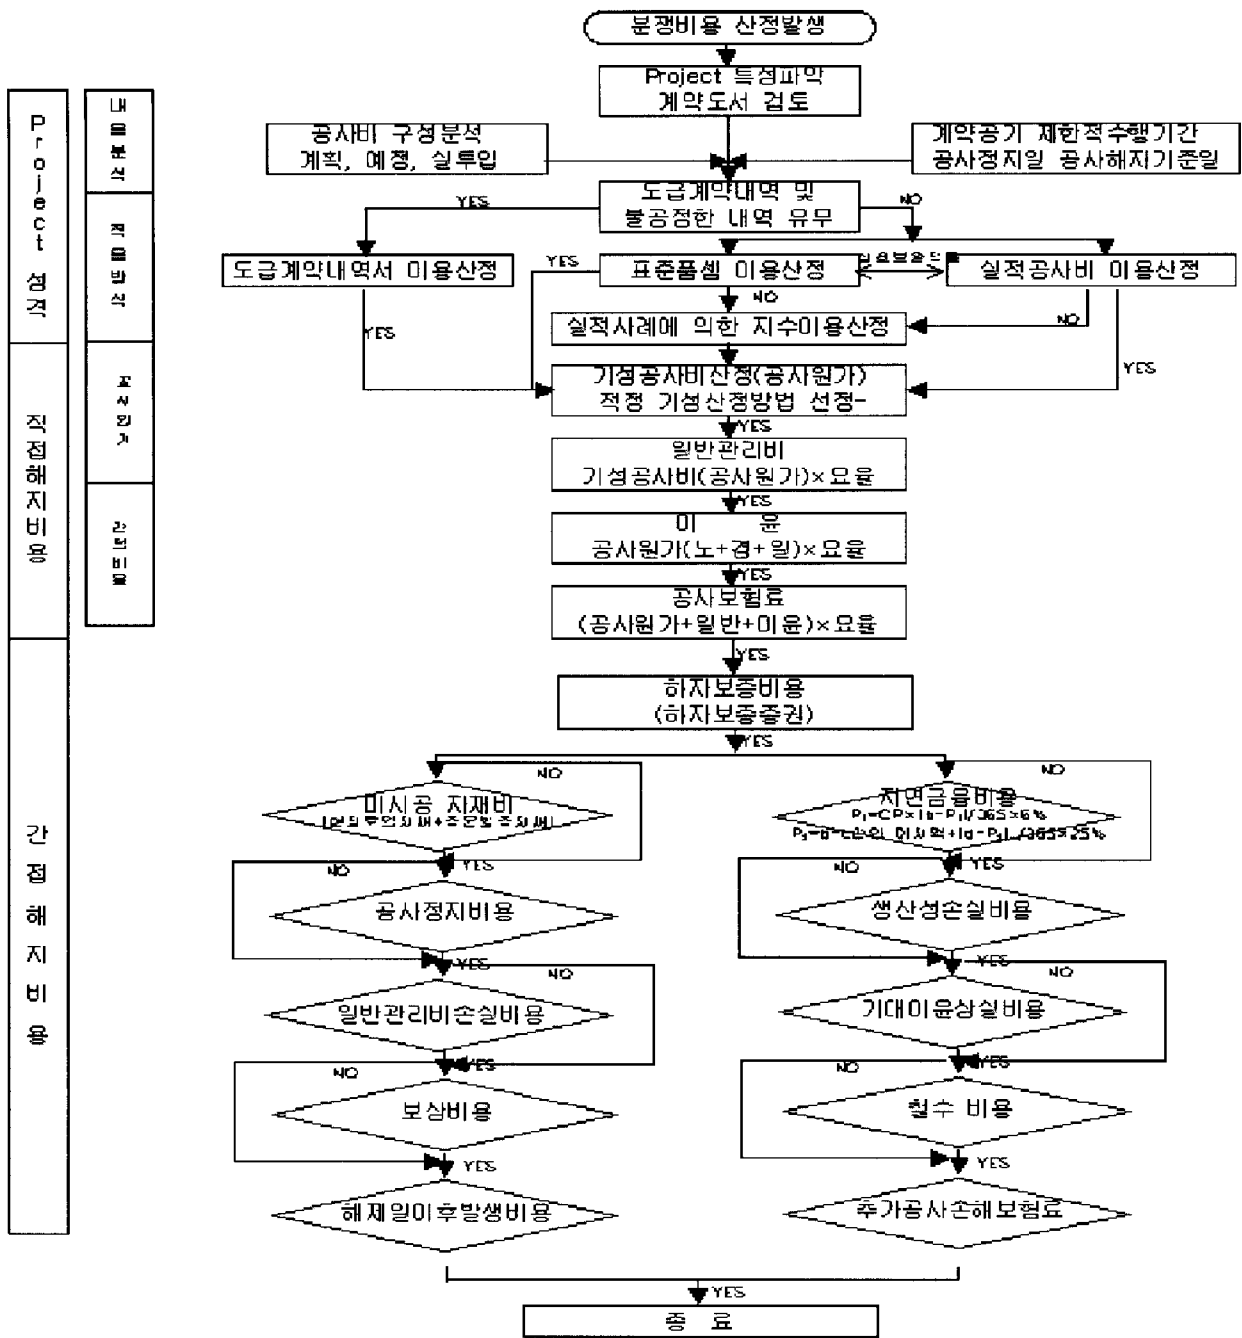 분쟁비용 산정발생
Project 특성파악
계약도서 검토
공사비 구성분석
계획, 예정, 실투입
계약공기 제한적수행기간
공사정지일 공사해지기준일
도급계약내역 및
불공정한 내역 유무
YES
NO
도급계약내역서 이용산정
YES
표준품셈 이용산정
실적공사비 이용산정
NO
NO
실적사례에 의한 지수이용산정
YES
YES
기성공사비산정(공사원가)
적정 기성산정방법 선정-
YES
일반관리비
기성공사비(공사원가)×요율
YES
이 윤
공사원가(노+경+일)×요율
YES
공사보험료
(공사원가+일반+이윤)×요율
YES
하자보증비용
(하자보증증권)
YES
NO
NO
미시공 자재비
지연금융비용
YES
YES
NO
NO
공사정지비용
생산성손실비용
YES
YES
NO
NO
일반관리비손실비용
기대이윤상실비용
YES
YES
NO
NO
보상비용
철수 비용
YES
YES
해제일이후발생비용
추가공사손해보험료
YES
종 료
Project 성격
내용분석
적용방식
직접해지비용
공사원가
관련비용
간접해지비용